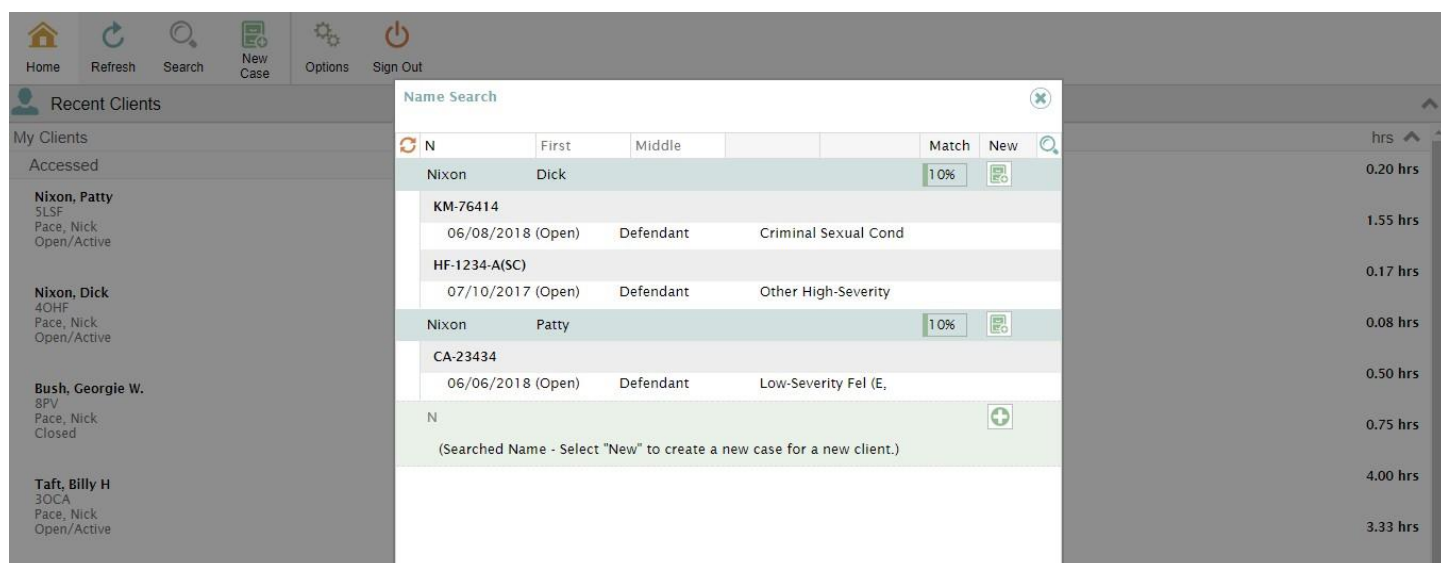 Home Refresh Search New Case Options Sign Out
Recent Clients
My Clients
Accessed
Nixon, Patty
5LSF
Pace, Nick
Open/Active
Nixon, Dick
4OHF
Pace, Nick
Open/Active
Bush, Georgie W.
8PV
Pace, Nick
Closed
Taft, Billy H
3OCA
Pace, Nick
Open/Active
Name Search
N First Middle Match New
Nixon Dick 10%
KM-76414
06/08/2018 (Open) Defendant Criminal Sexual Cond
HF-1234-A(SC)
07/10/2017 (Open) Defendant Other High-Severity
Nixon Patty 10%
CA-23434
06/06/2018 (Open) Defendant Low-Severity Fel (E,
N
(Searched Name - Select "New" to create a new case for a new client.)
hrs
0.20 hrs
1.55 hrs
0.17 hrs
0.08 hrs
0.50 hrs
0.75 hrs
4.00 hrs
3.33 hrs